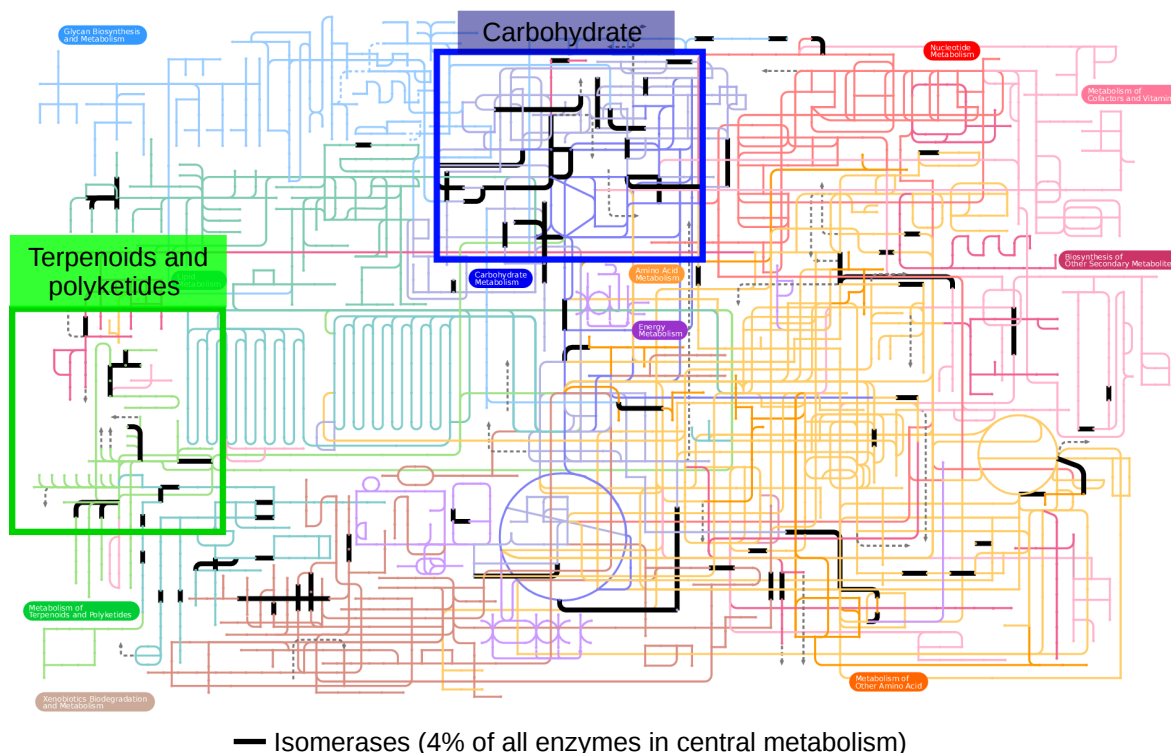 Carbohydrate
Glycan Biosynthesis
and Metabolism
Nucleotide
Metabolism
Metabolism of
Cofactors and Vitamin
Terpenoids and
polyketides
Carbohydrate
Metabolism
Amino Acid
Metabolism
Biosynthesis of
Other Secondary Metabolite
Energy
Metabolism
Metabolism of
Terpenoids and Polyketides
Xenobiotics Biodegradation
and Metabolism
Metabolism of
Other Amino Acid
Isomerases (4% of all enzymes in central metabolism)